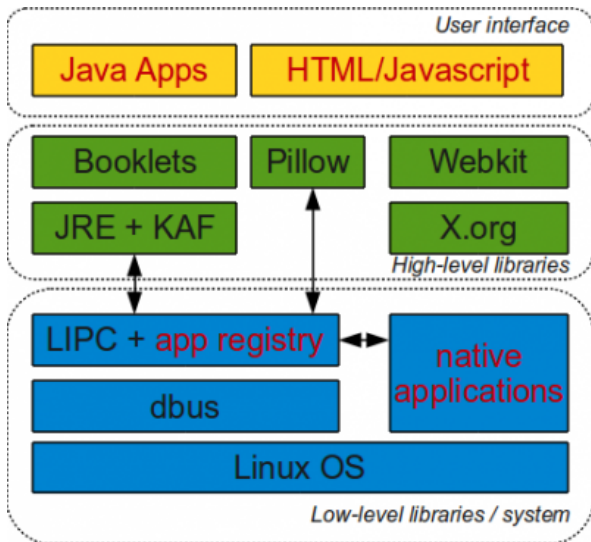 User interface
Java Apps
HTML/Javascript
Booklets
Pillow
Webkit
JRE + KAF
X.org
High-level libraries
LIPC + app registry
native
applications
dbus
Linux OS
Low-level libraries / system